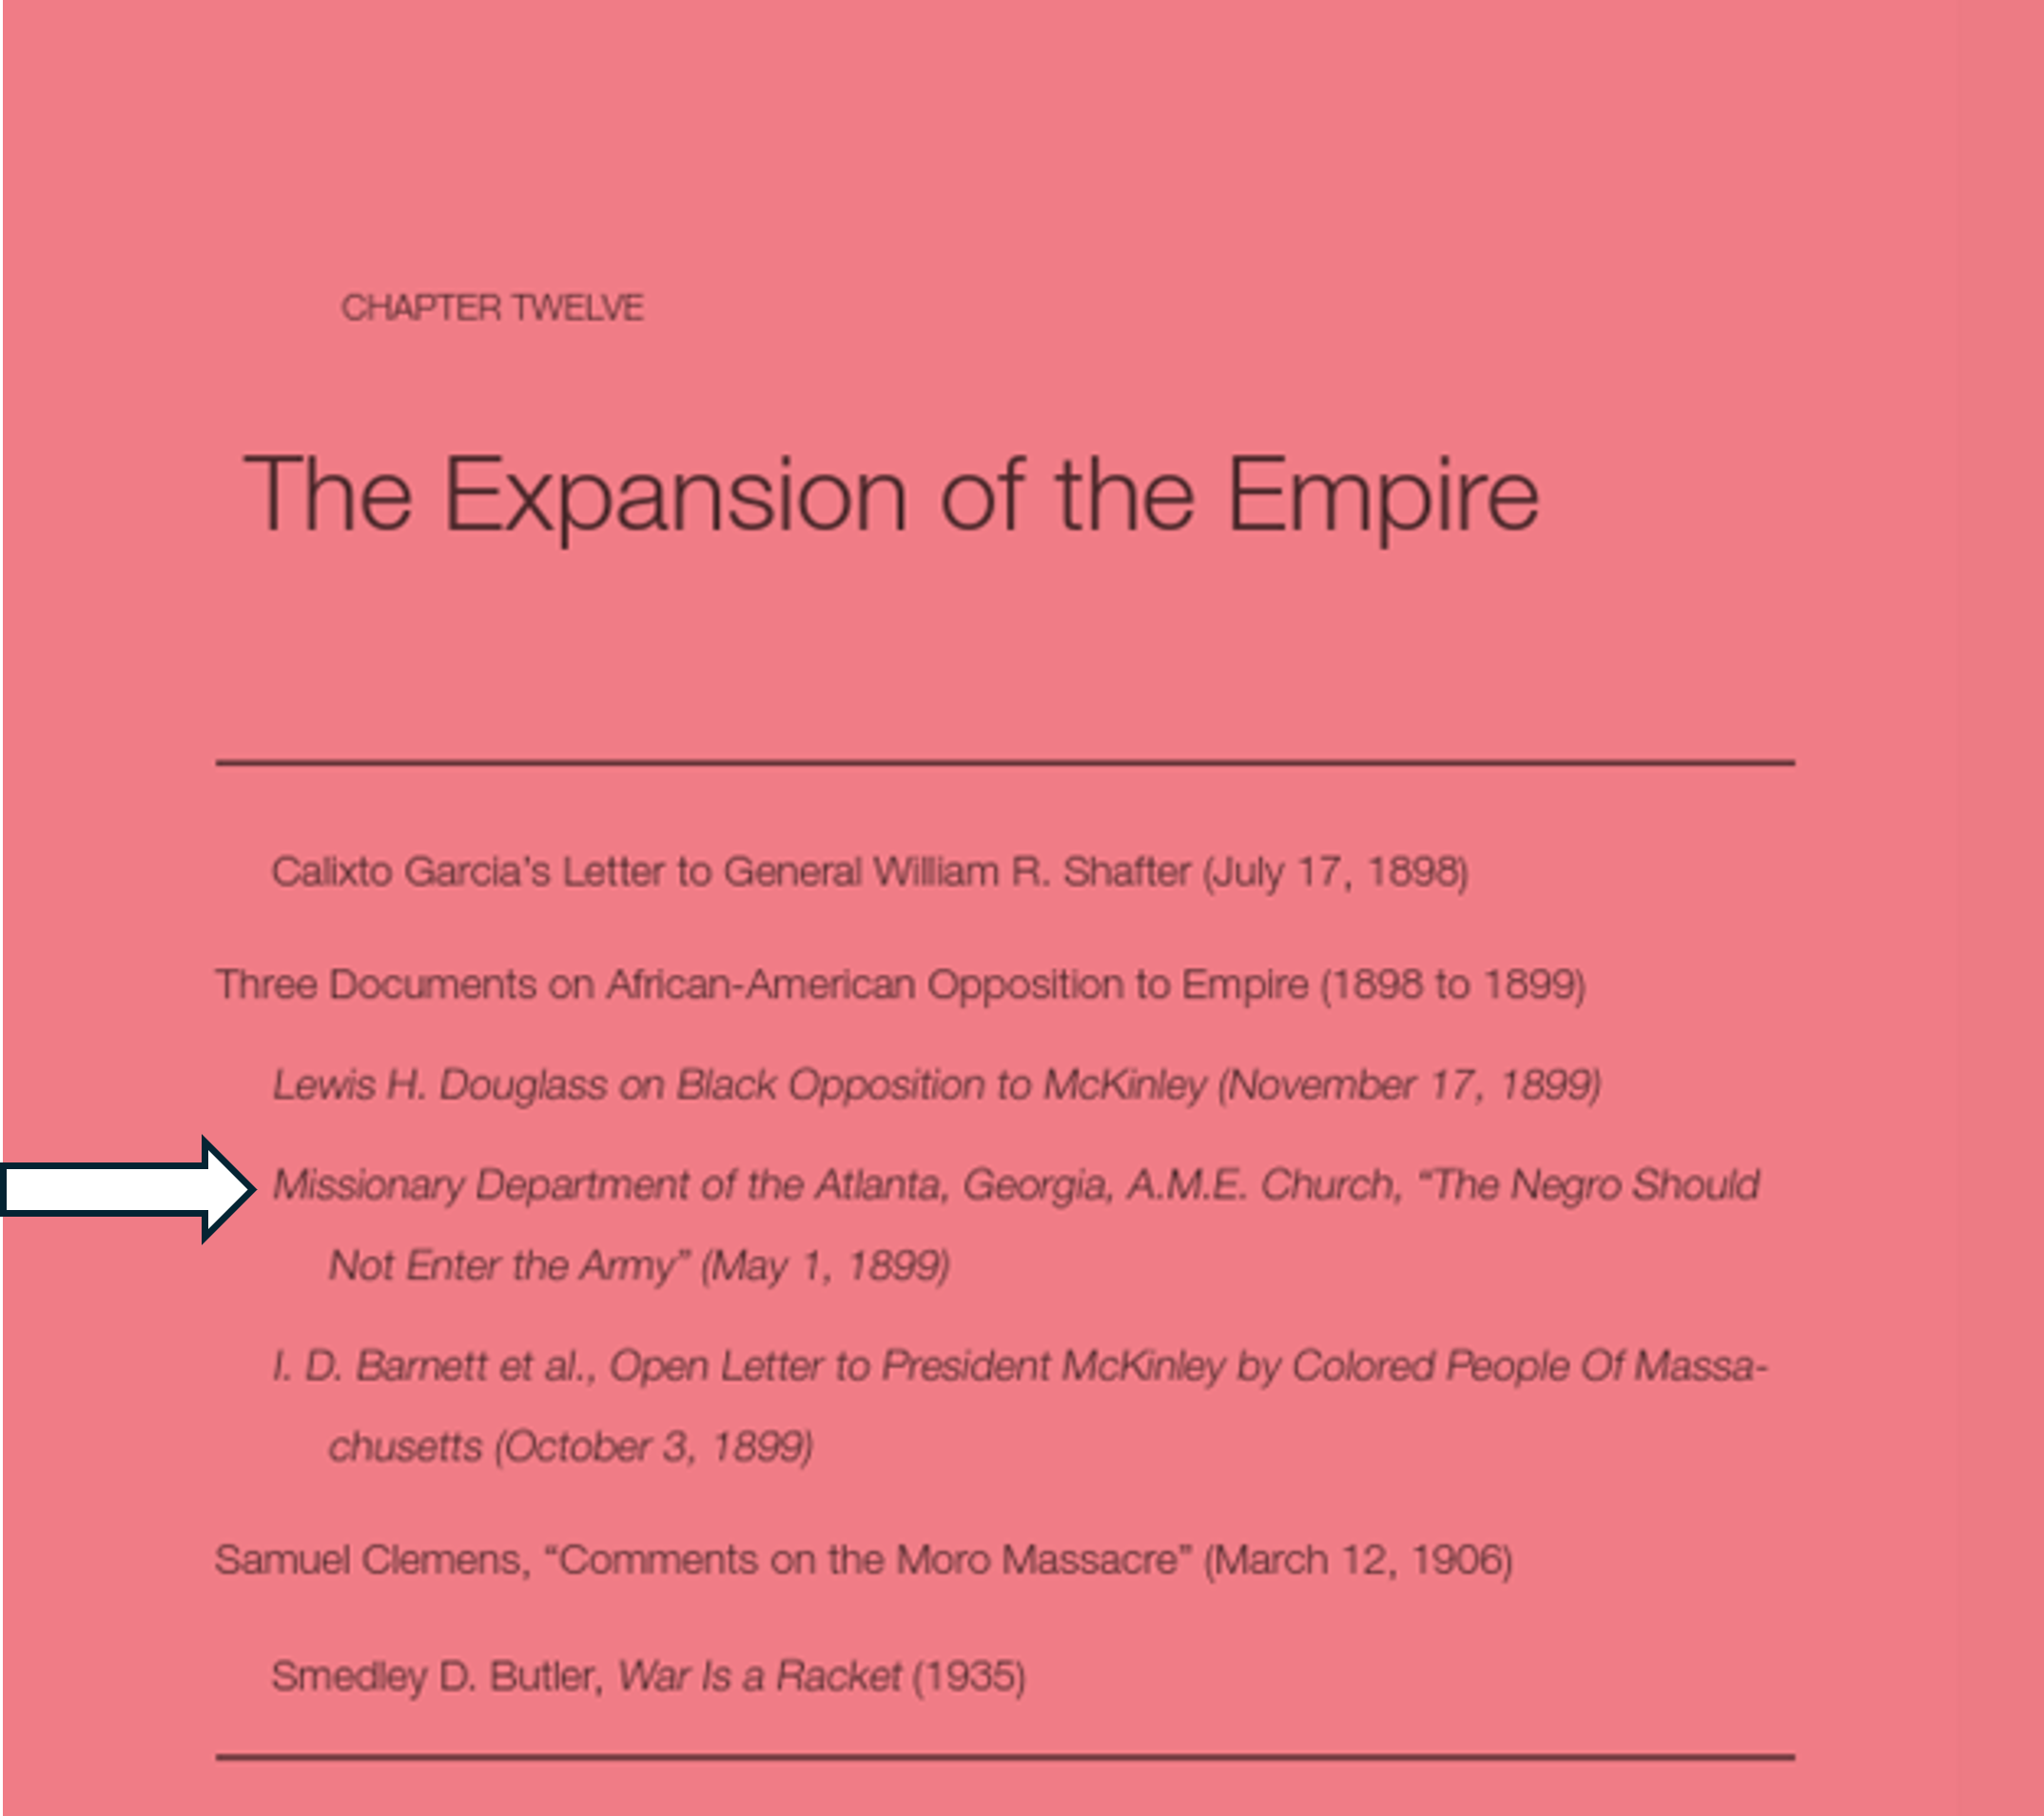 CHAPTER TWELVE
The Expansion of the Empire
Calixto Garcia’s Letter to General William R. Shafter (July 17, 1898)
Three Documents on African-American Opposition to Empire (1898 to 1899)
Lewis H. Douglass on Black Opposition to McKinley (November 17, 1899)
Missionary Department of the Atlanta, Georgia, A.M.E. Church, “The Negro Should
Not Enter the Army” (May 1, 1899)
I. D. Barnett et al., Open Letter to President McKinley by Colored People Of Massa-
chusetts (October 3, 1899)
Samuel Clemens, “Comments on the Moro Massacre” (March 12, 1906)
Smedley D. Butler, War Is a Racket (1935)